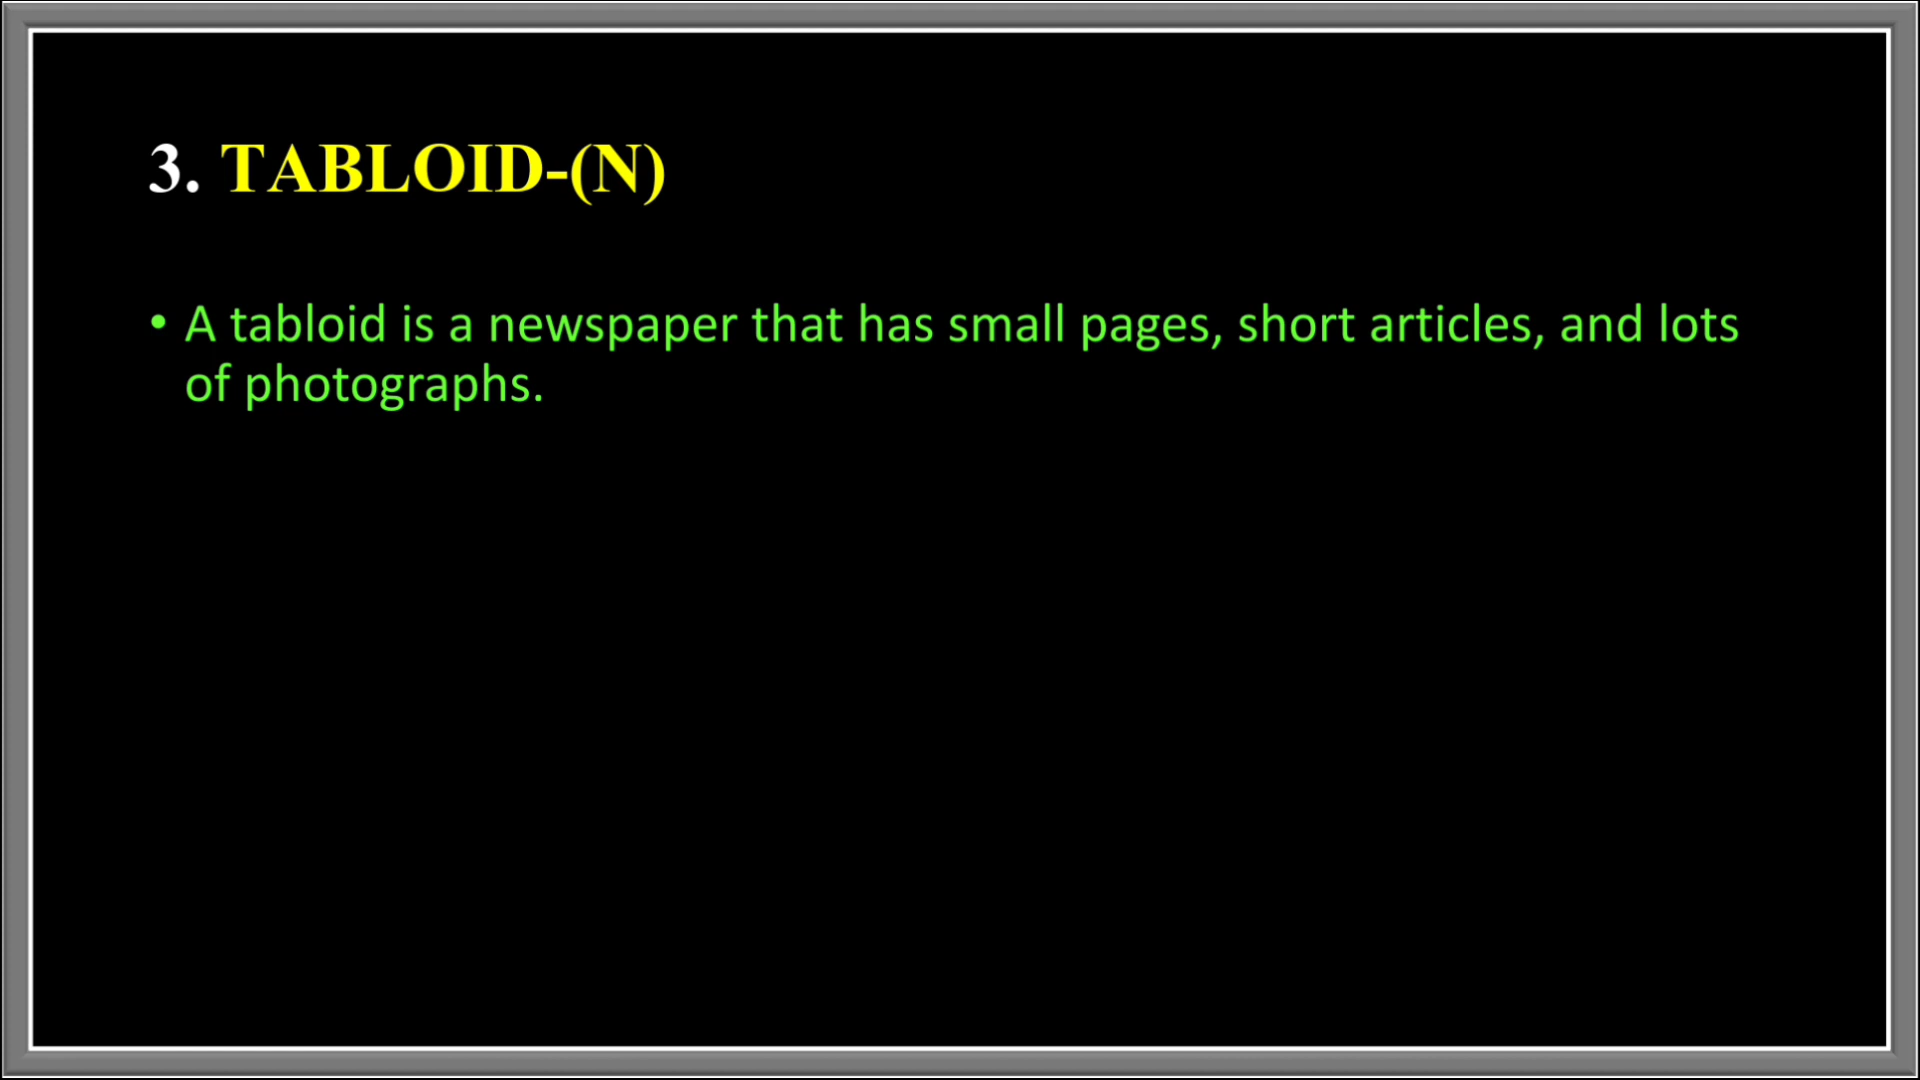 3. TABLOID-(N)
• A tabloid is a newspaper that has small pages, short articles, and lots
of photographs.